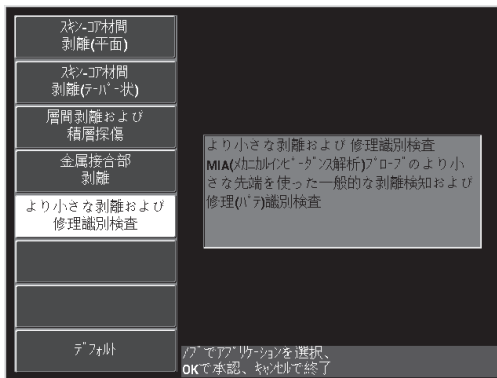 スキン-コア材間
剥離(平面)
スキン-コア材間
剥離(テーパー状)
層間剥離および
積層探傷
金属接合部
剥離
より小さな剥離および
修理識別検査
デフォルト
より小さな剥離および 修理識別検査
MIA(メカニカルインピーダンス解析)プローブのより小
さな先端を使った一般的な剥離検知および
修理(パテ)識別検査
ノブでアプリケーションを選択、
OKで承認、キャンセルで終了